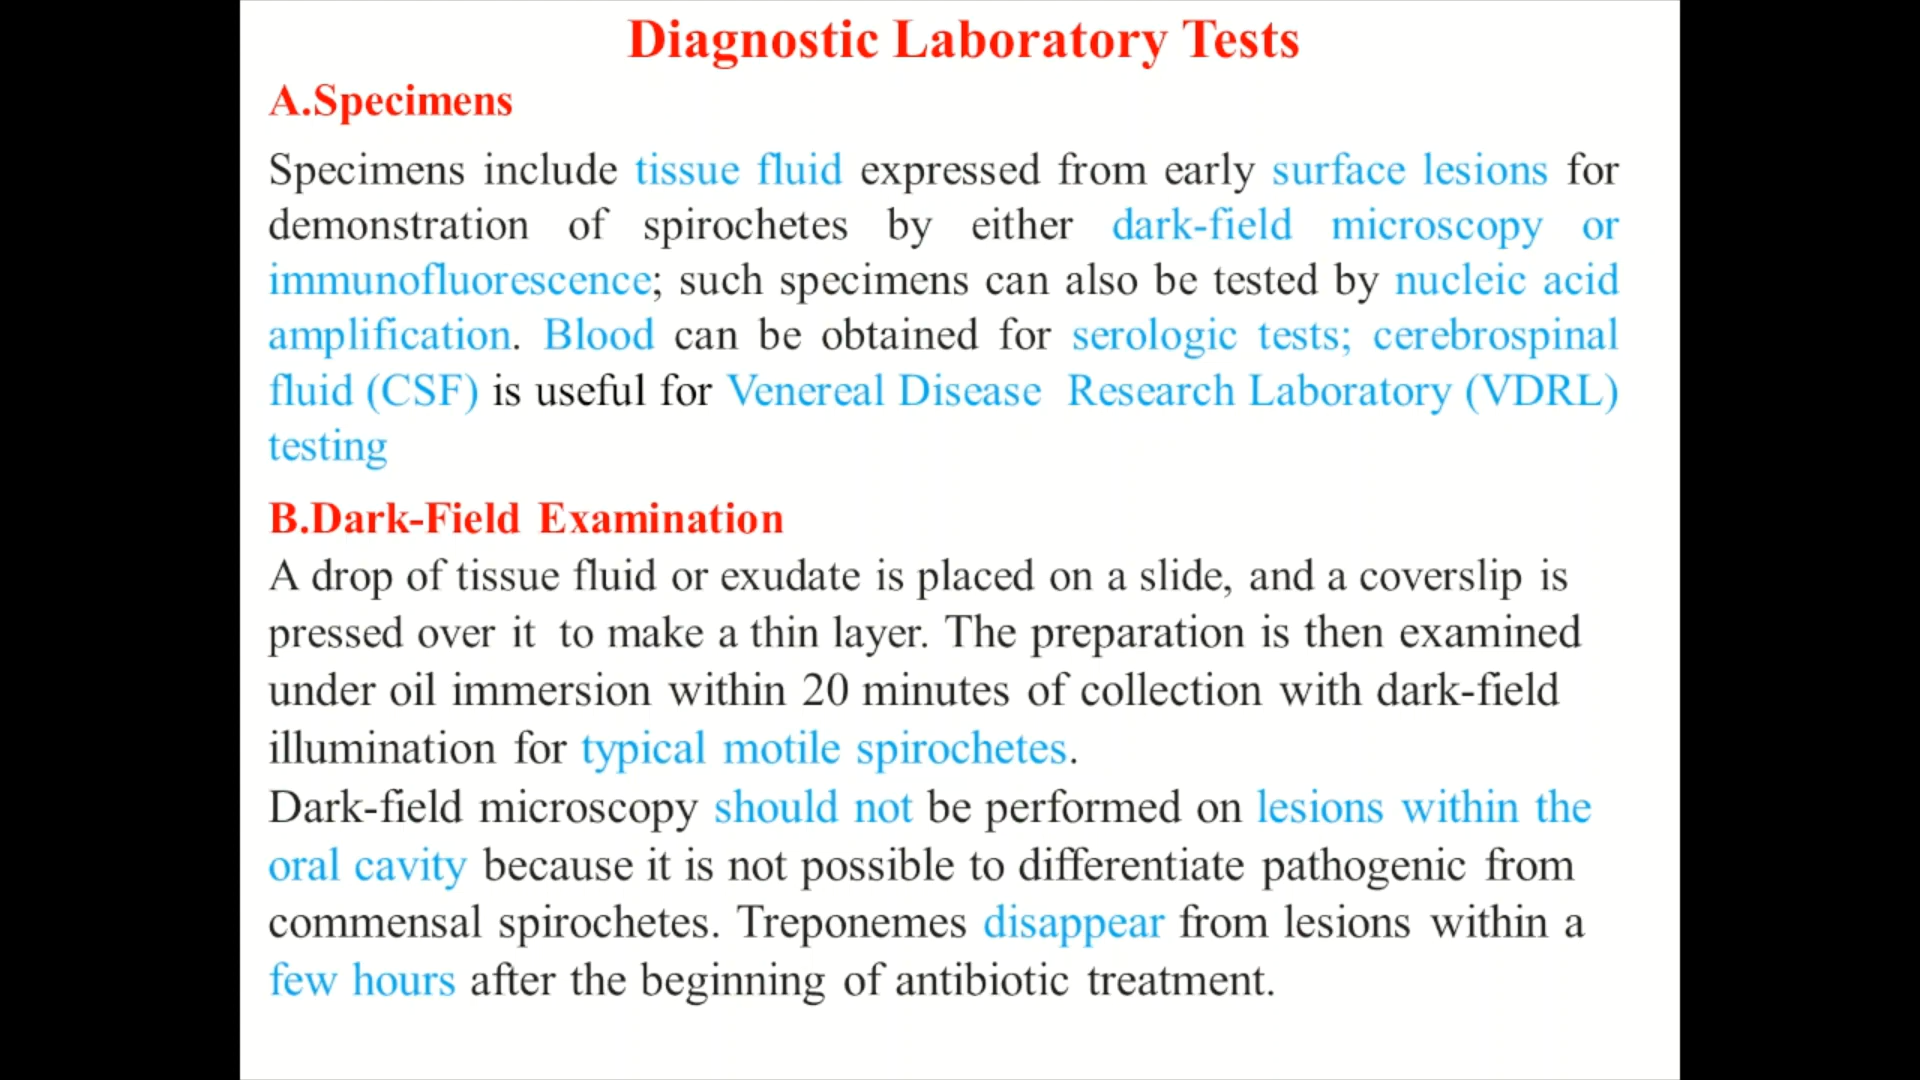 Diagnostic Laboratory Tests
A.Specimens
Specimens include tissue fluid expressed from early surface lesions for
demonstration of spirochetes by either dark-field microscopy or
immunofluorescence; such specimens can also be tested by nucleic acid
amplification. Blood can be obtained for serologic tests; cerebrospinal
fluid (CSF) is useful for Venereal Disease Research Laboratory (VDRL)
testing
B.Dark-Field Examination
A drop of tissue fluid or exudate is placed on a slide, and a coverslip is
pressed over it to make a thin layer. The preparation is then examined
under oil immersion within 20 minutes of collection with dark-field
illumination for typical motile spirochetes.
Dark-field microscopy should not be performed on lesions within the
oral cavity because it is not possible to differentiate pathogenic from
commensal spirochetes. Treponemes disappear from lesions within a
few hours after the beginning of antibiotic treatment.